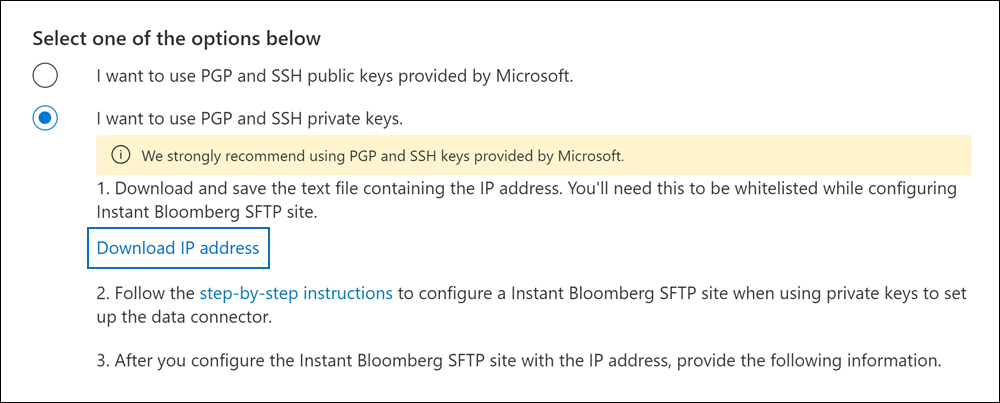 Select one of the options below
I want to use PGP and SSH public keys provided by Microsoft.
I want to use PGP and SSH private keys.
We strongly recommend using PGP and SSH keys provided by Microsoft.
1. Download and save the text file containing the IP address. You'll need this to be whitelisted while configuring
Instant Bloomberg SFTP site.
Download IP address
2. Follow the step-by-step instructions to configure a Instant Bloomberg SFTP site when using private keys to set
up the data connector.
3. After you configure the Instant Bloomberg SFTP site with the IP address, provide the following information.